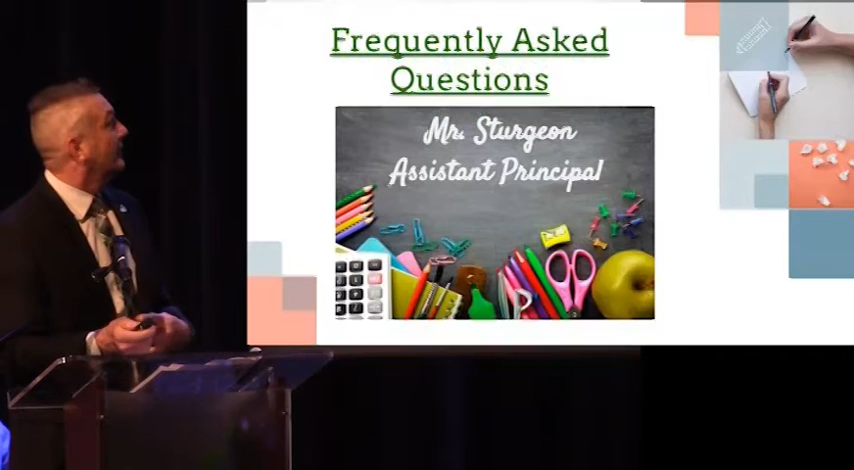 Frequently Asked
Questions
Mr. Sturgeon
Assistant Principal